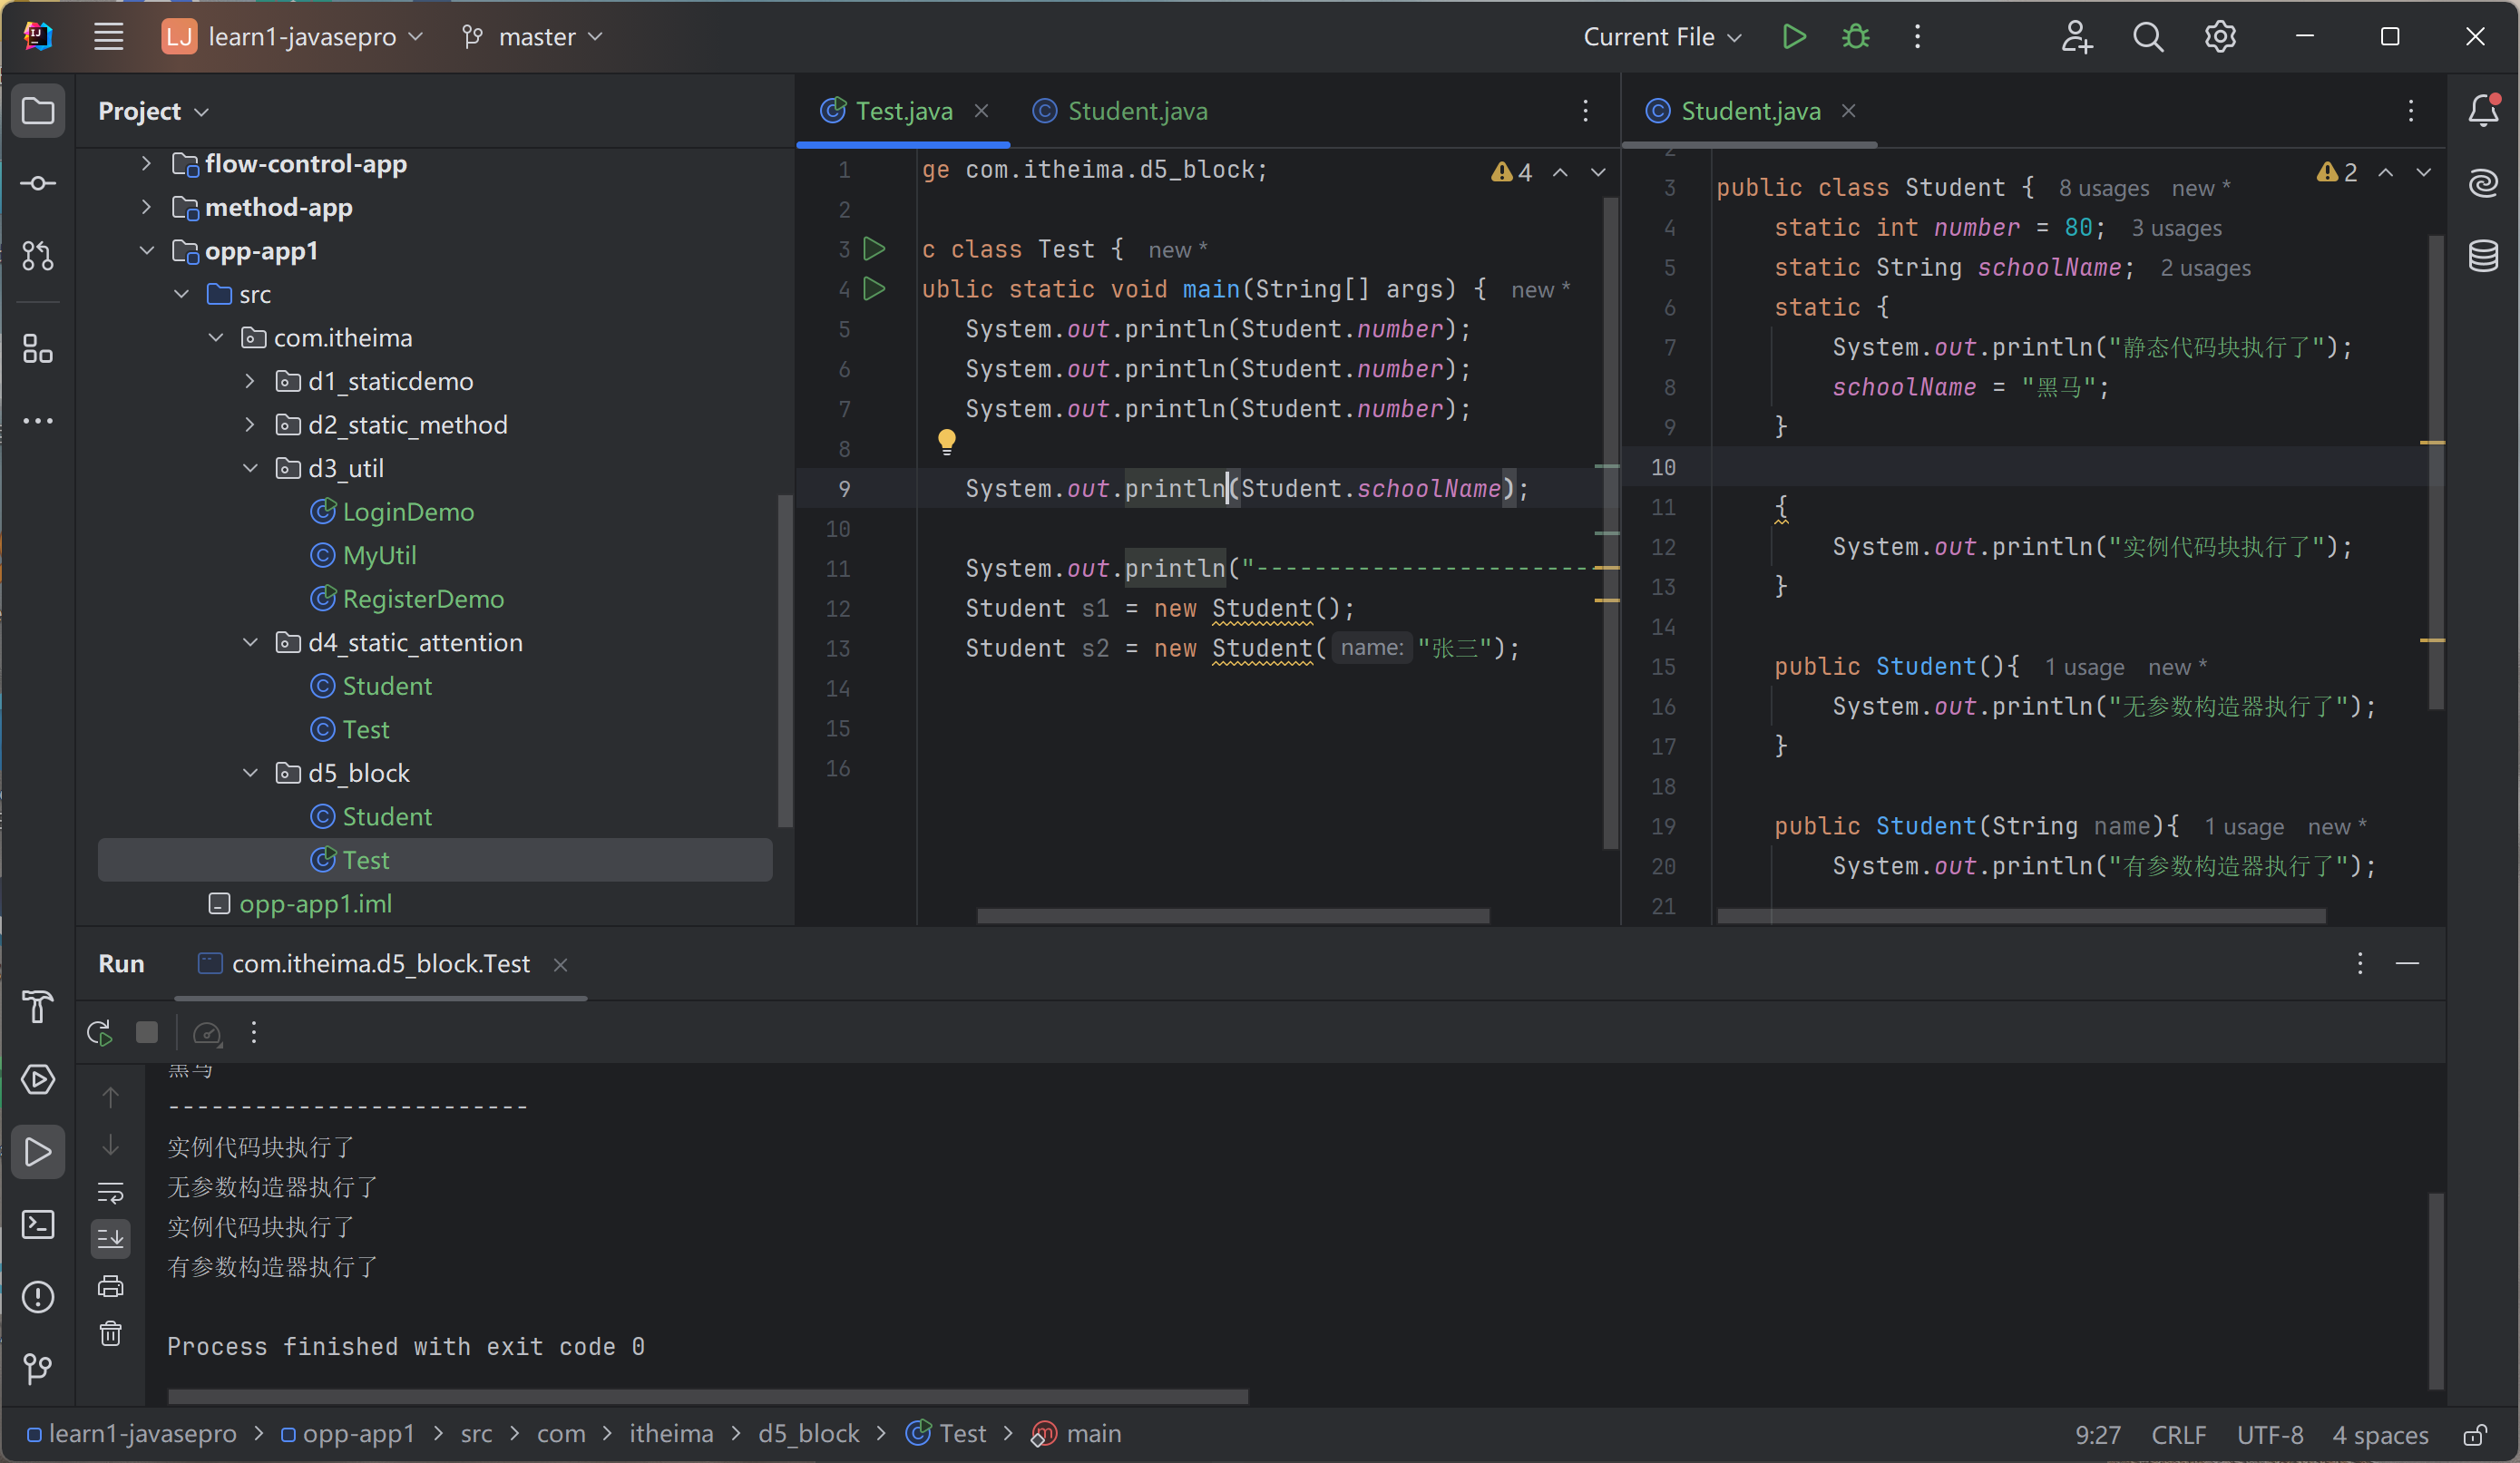 LJ learn1-javasepro master Current File
Project
flow-control-app
method-app
opp-app1
src
com.itheima
d1_staticdemo
d2_static_method
d3_util
LoginDemo
MyUtil
RegisterDemo
d4_static_attention
Student
Test
d5_block
Student
Test
opp-app1.iml
Test.java Student.java
4
1 ge com.itheima.d5_block;
2
3 c class Test { new *
4 ublic static void main(String[] args) { new *
5 System.out.println(Student.number);
6 System.out.println(Student.number);
7 System.out.println(Student.number);
8
9 System.out.println(Student.schoolName);
10
11 System.out.println("------------------------
12 Student s1 = new Student();
13 Student s2 = new Student( name: "张三");
14
15
16
Student.java
2
2
3 public class Student { 8 usages new *
4 static int number = 80; 3 usages
5 static String schoolName; 2 usages
6 static {
7 System.out.println("静态代码块执行了");
8 schoolName = "黑马";
9 }
10
11 {
12 System.out.println("实例代码块执行了");
13 }
14
15 public Student(){ 1 usage new *
16 System.out.println("无参数构造器执行了");
17 }
18
19 public Student(String name){ 1 usage new *
20 System.out.println("有参数构造器执行了");
21
Run com.itheima.d5_block.Test
黑马
-------------------------
实例代码块执行了
无参数构造器执行了
实例代码块执行了
有参数构造器执行了
Process finished with exit code 0
learn1-javasepro > opp-app1 > src > com > itheima > d5_block > Test > main
9:27 CRLF UTF-8 4 spaces